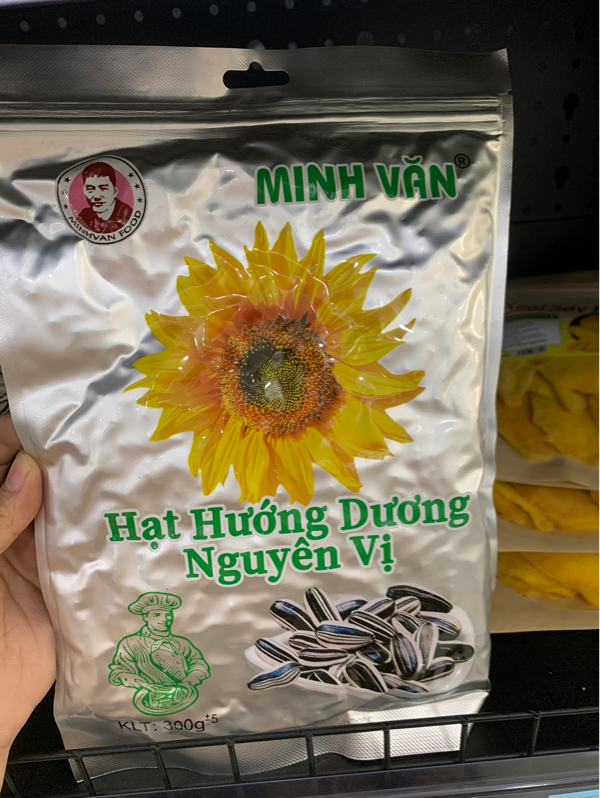 MINH VĂN®
MINHVAN FOOD
Hạt Hướng Dương
Nguyên Vị
KLT: 300g±5